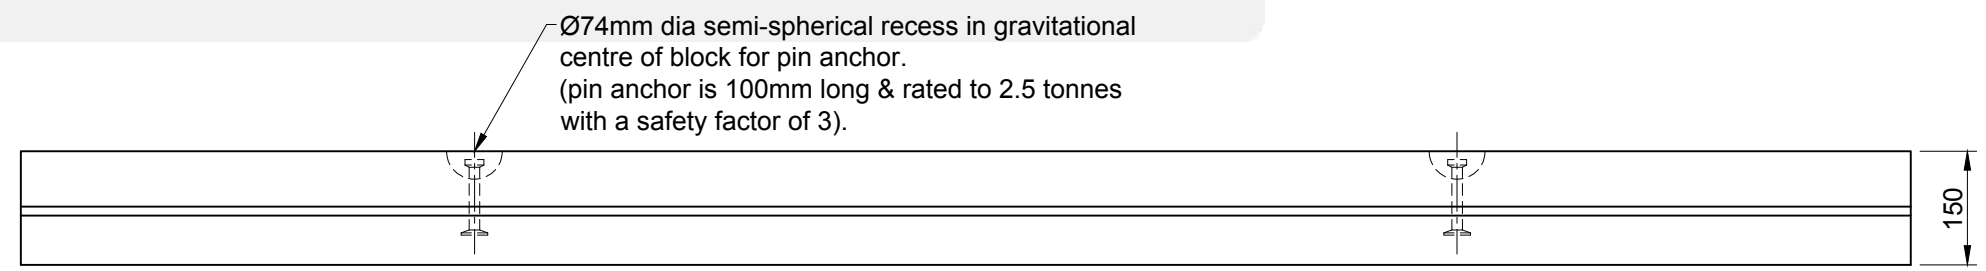 Ø74mm dia semi-spherical recess in gravitational
centre of block for pin anchor.
(pin anchor is 100mm long & rated to 2.5 tonnes
with a safety factor of 3).
150